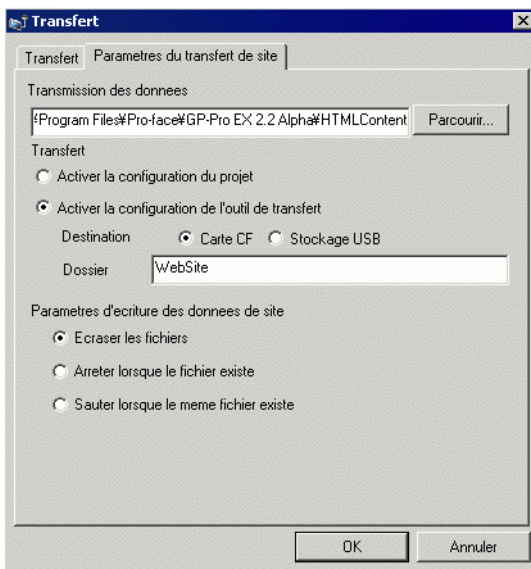 Transfert
Transfert Parametres du transfert de site
Transmission des donnees
Program Files¥Pro-face¥GP-Pro EX 2.2 Alpha¥HTMLContent Parcourir...
Transfert
Activer la configuration du projet
Activer la configuration de l'outil de transfert
Destination Carte CF Stockage USB
Dossier WebSite
Parametres d'ecriture des donnees de site
Ecraser les fichiers
Arreter lorsque le fichier existe
Sauter lorsque le meme fichier existe
OK Annuler